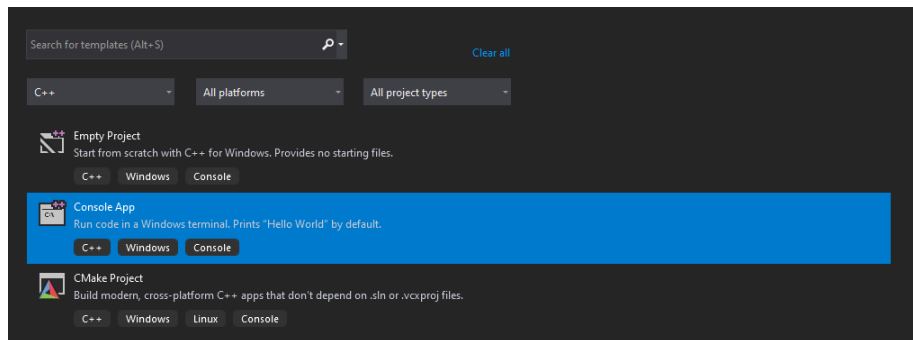 Search for templates (Alt+S)
Clear all
C++
All platforms
All project types
Empty Project
Start from scratch with C++ for Windows. Provides no starting files.
C++ Windows Console
Console App
Run code in a Windows terminal. Prints "Hello World" by default.
C++ Windows Console
CMake Project
Build modern, cross-platform C++ apps that don't depend on .sln or .vcxproj files.
C++ Windows Linux Console